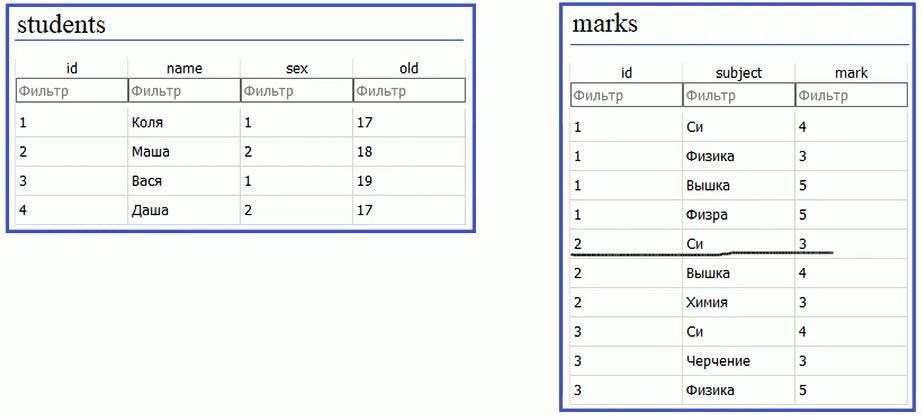 students
id name sex old
Фильтр Фильтр Фильтр Фильтр
1 Коля 1 17
2 Маша 2 18
3 Вася 1 19
4 Даша 2 17
marks
id subject mark
Фильтр Фильтр Фильтр
1 Си 4
1 Физика 3
1 Вышка 5
1 Физра 5
2 Си 3
2 Вышка 4
2 Химия 3
3 Си 4
3 Черчение 3
3 Физика 5